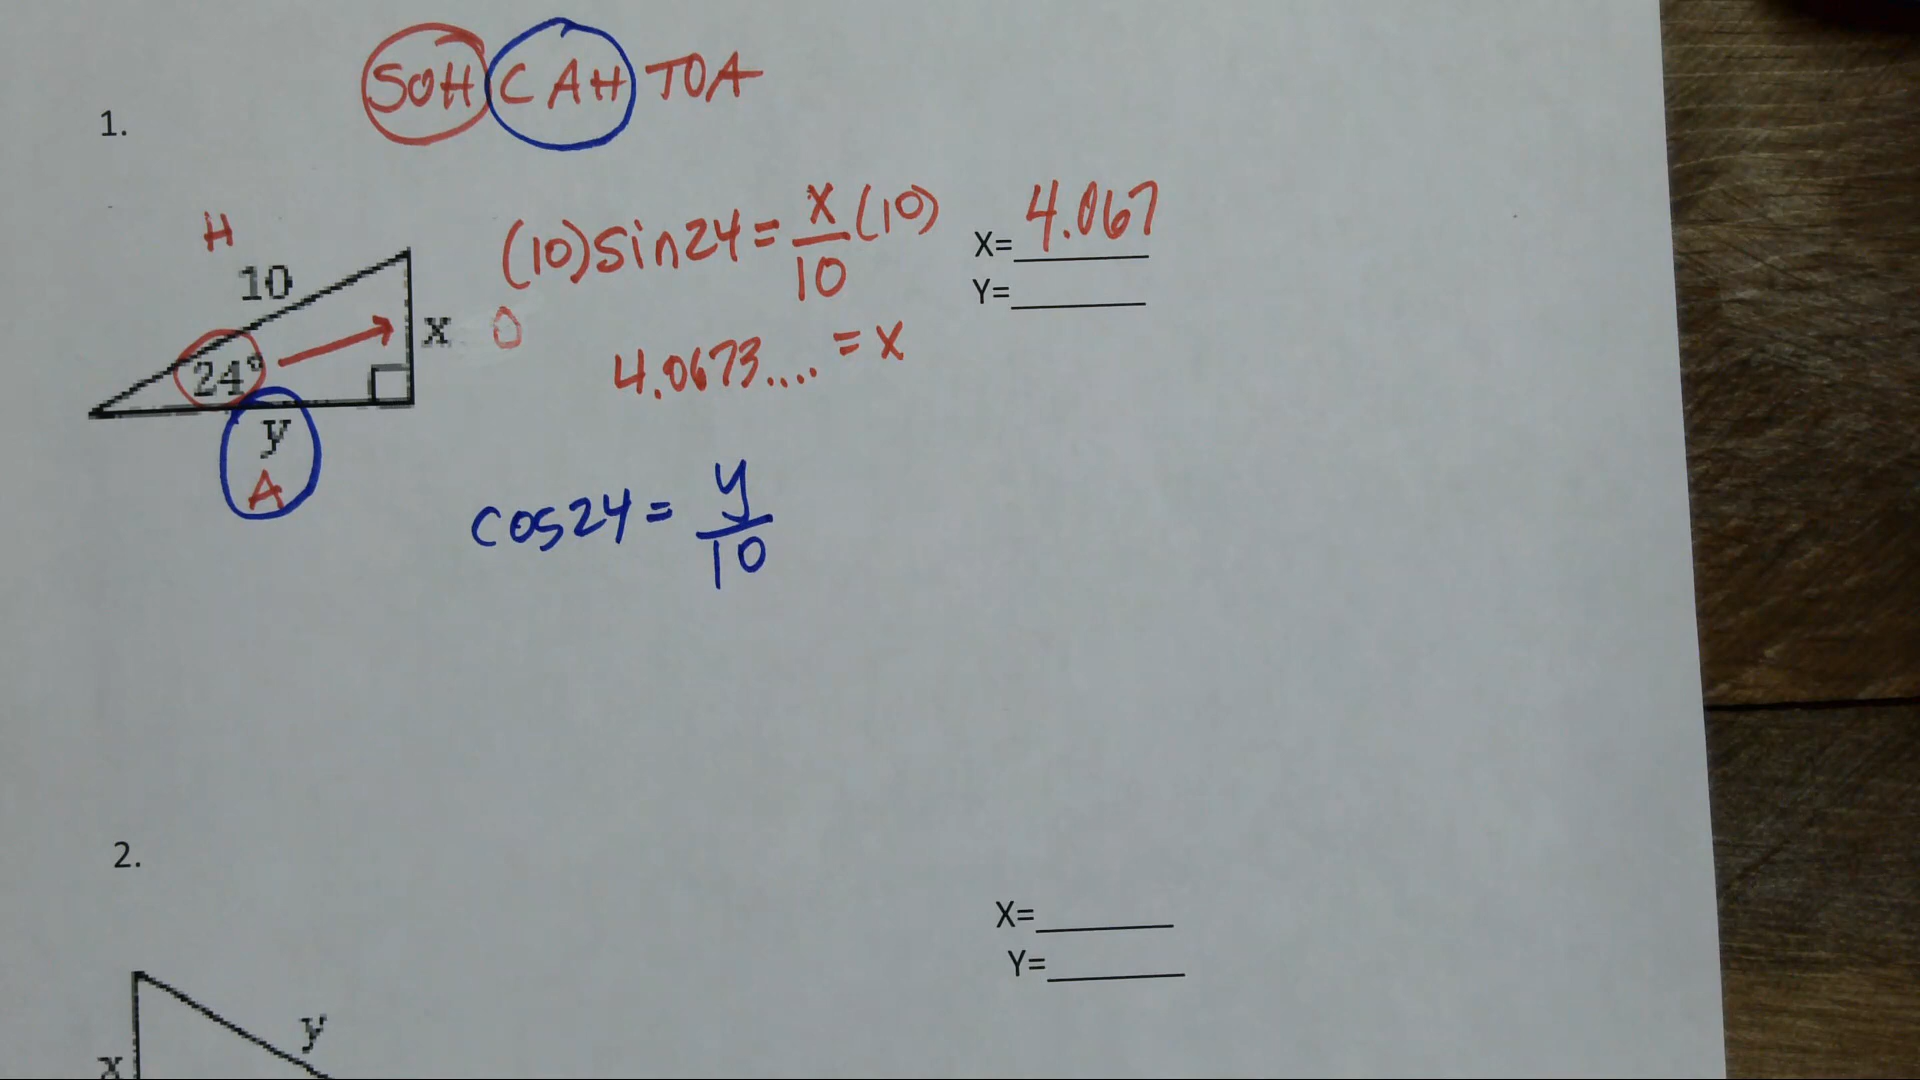 SOH CAH TOA
1.
H
10
x
O
24°
y
A
(10)sin24 = x/10 (10)
4.0673.... = x
X= 4.067
Y=
cos24 = y/10
2.
X=
Y=
y
x